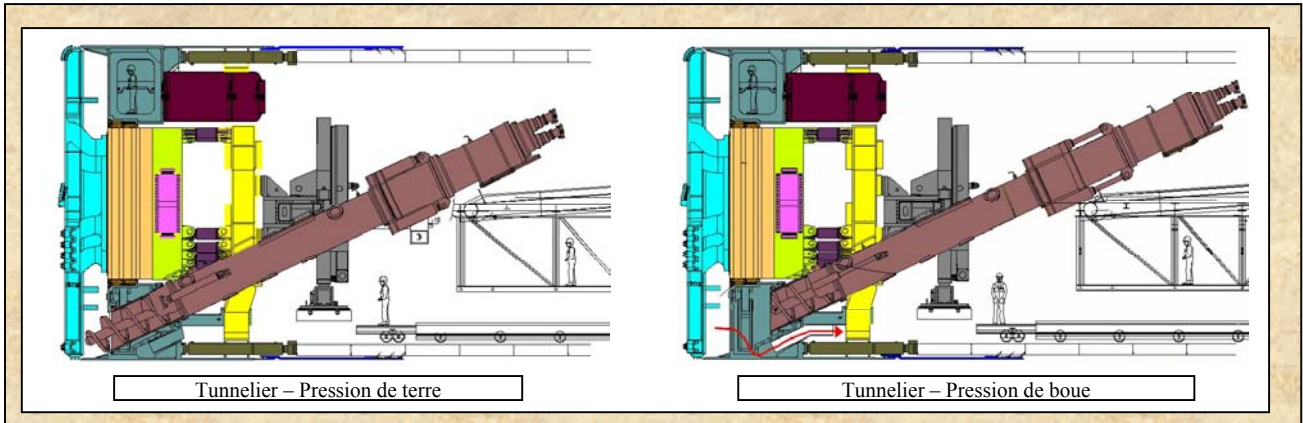 Tunnelier – Pression de terre
Tunnelier – Pression de boue